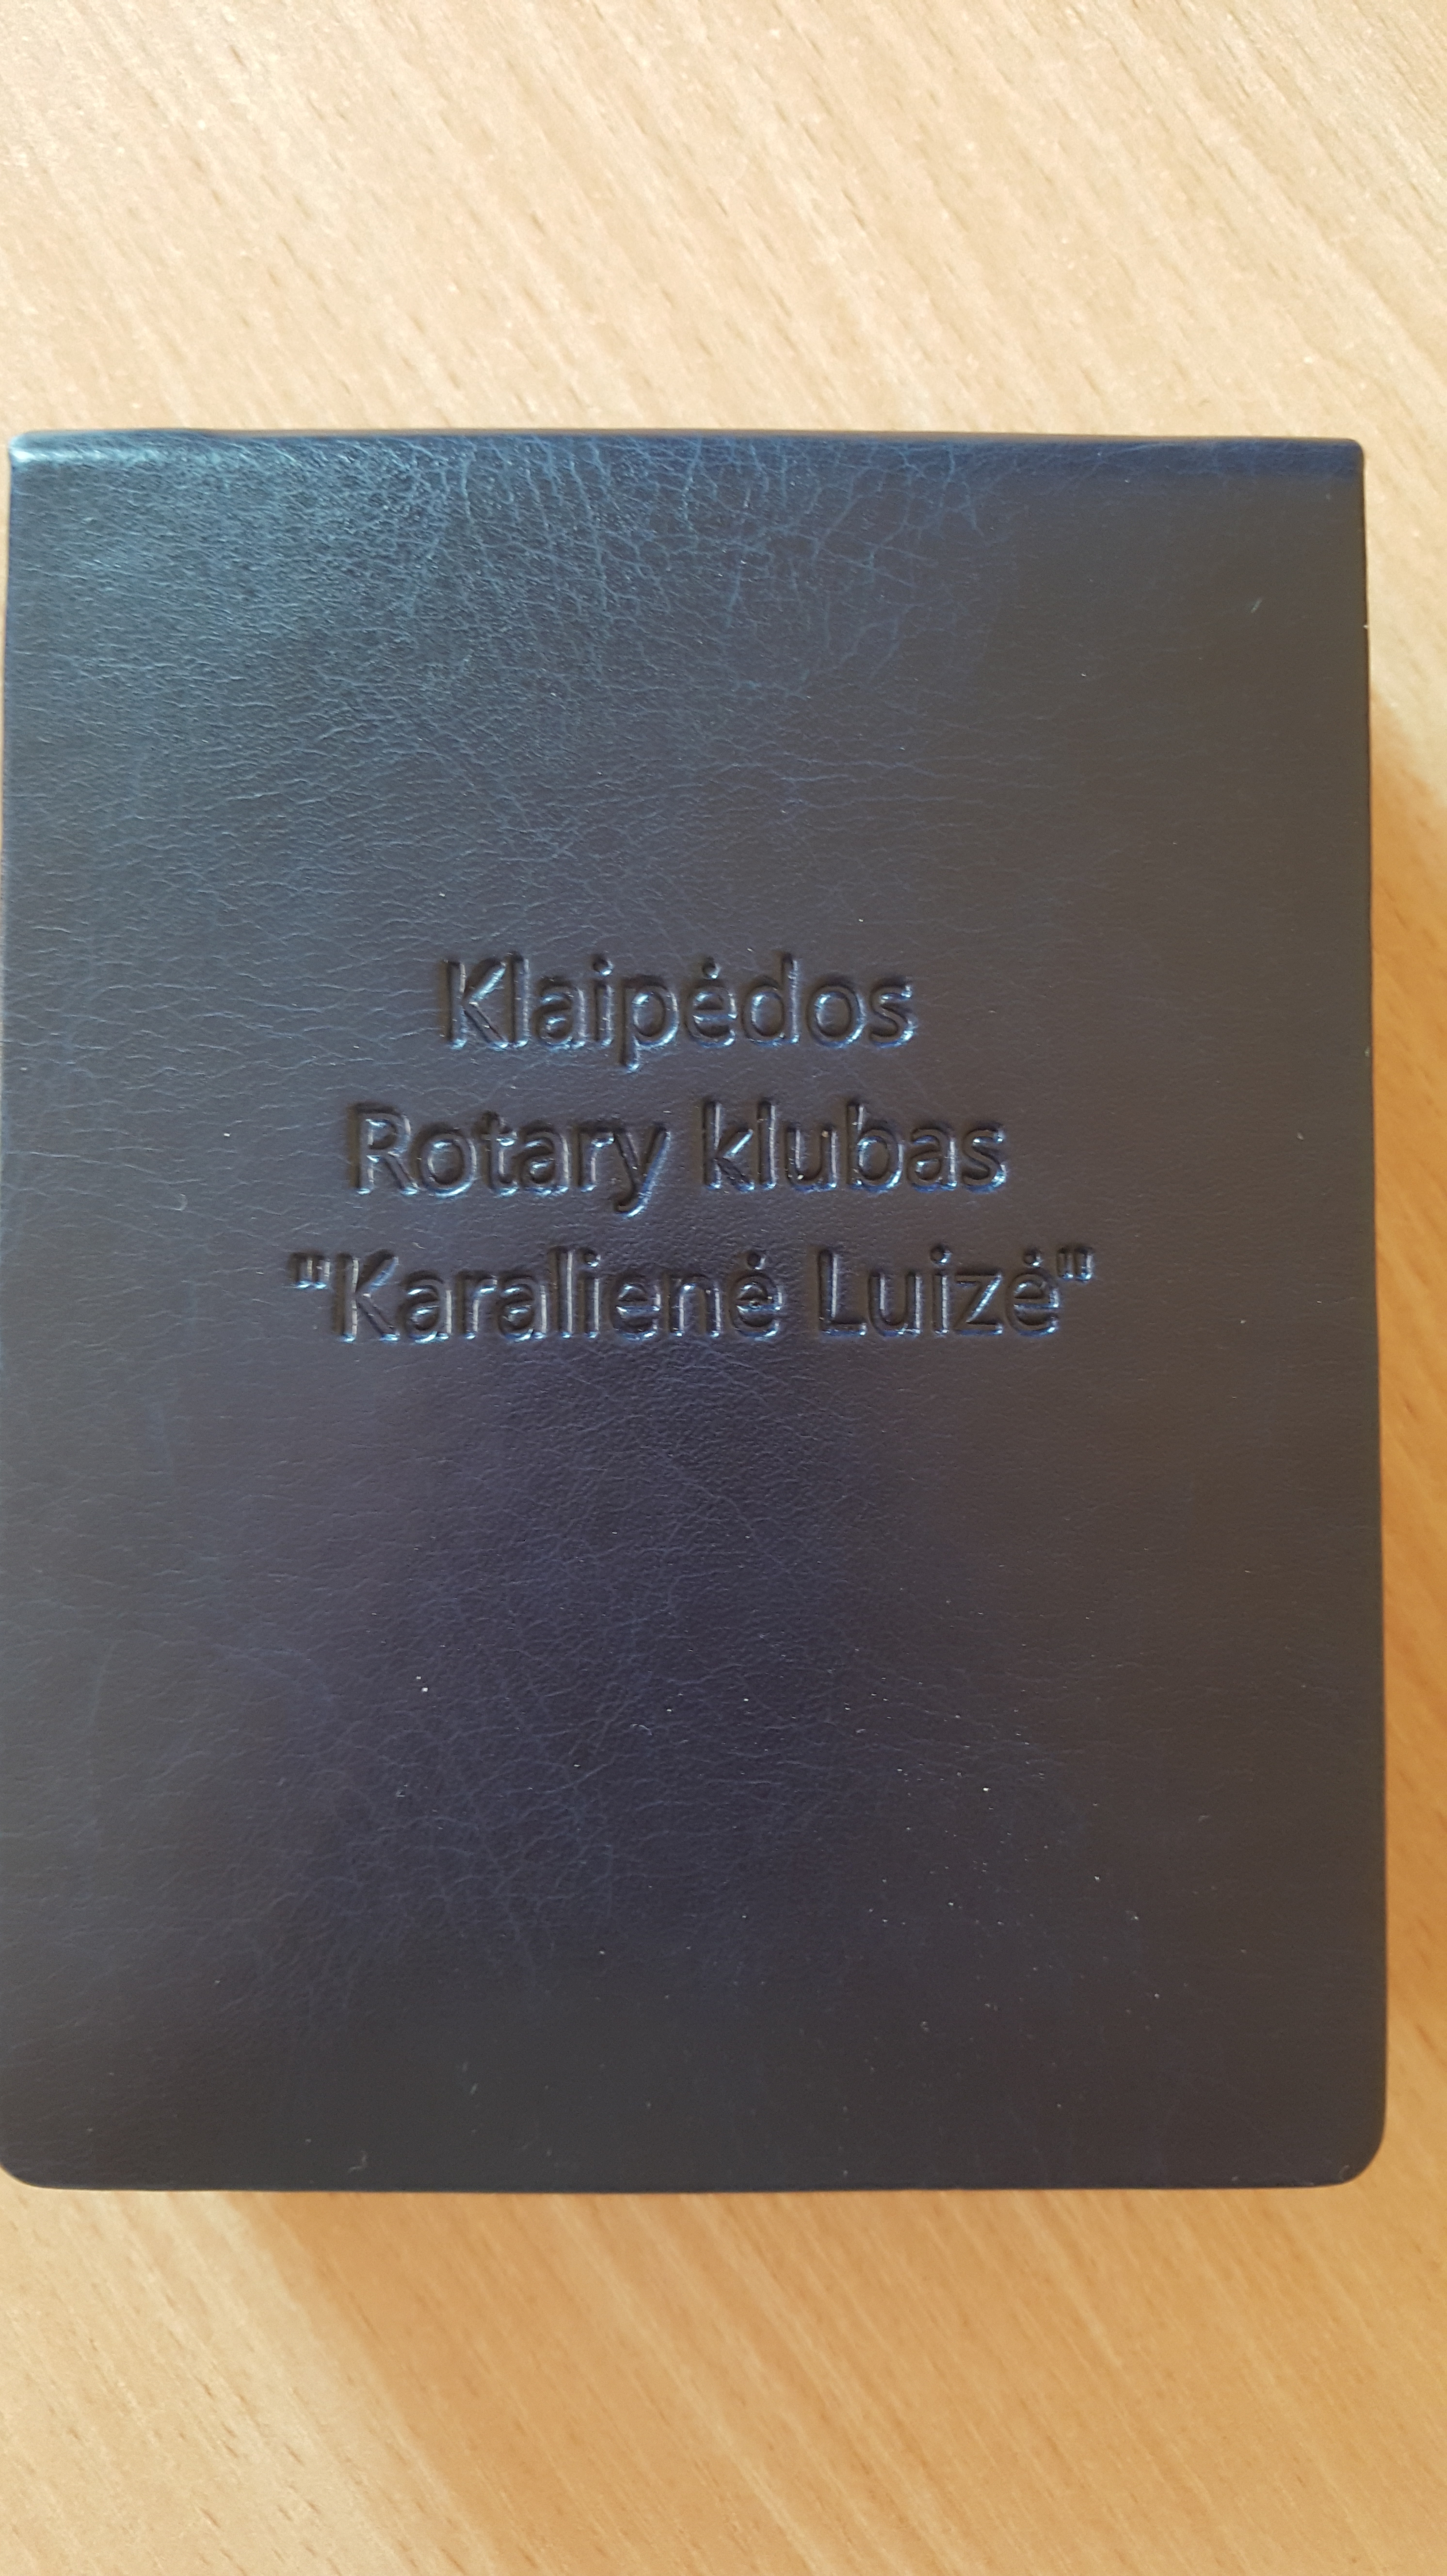 Klaipėdos
Rotary klubas
"Karalienė Luizė"